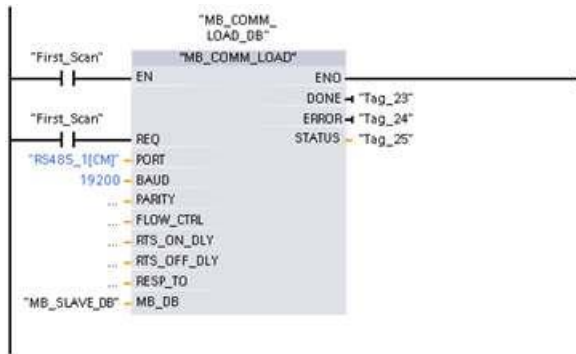 "MB_COMM_
LOAD_DB"
"First_Scan"
"MB_COMM_LOAD"
EN
ENO
DONE
"Tag_23"
"First_Scan"
ERROR
"Tag_24"
REQ
STATUS
"Tag_25"
"RS485_1[CM]"
PORT
19200
BAUD
...
PARITY
...
FLOW_CTRL
...
RTS_ON_DLY
...
RTS_OFF_DLY
...
RESP_TO
"MB_SLAVE_DB"
MB_DB